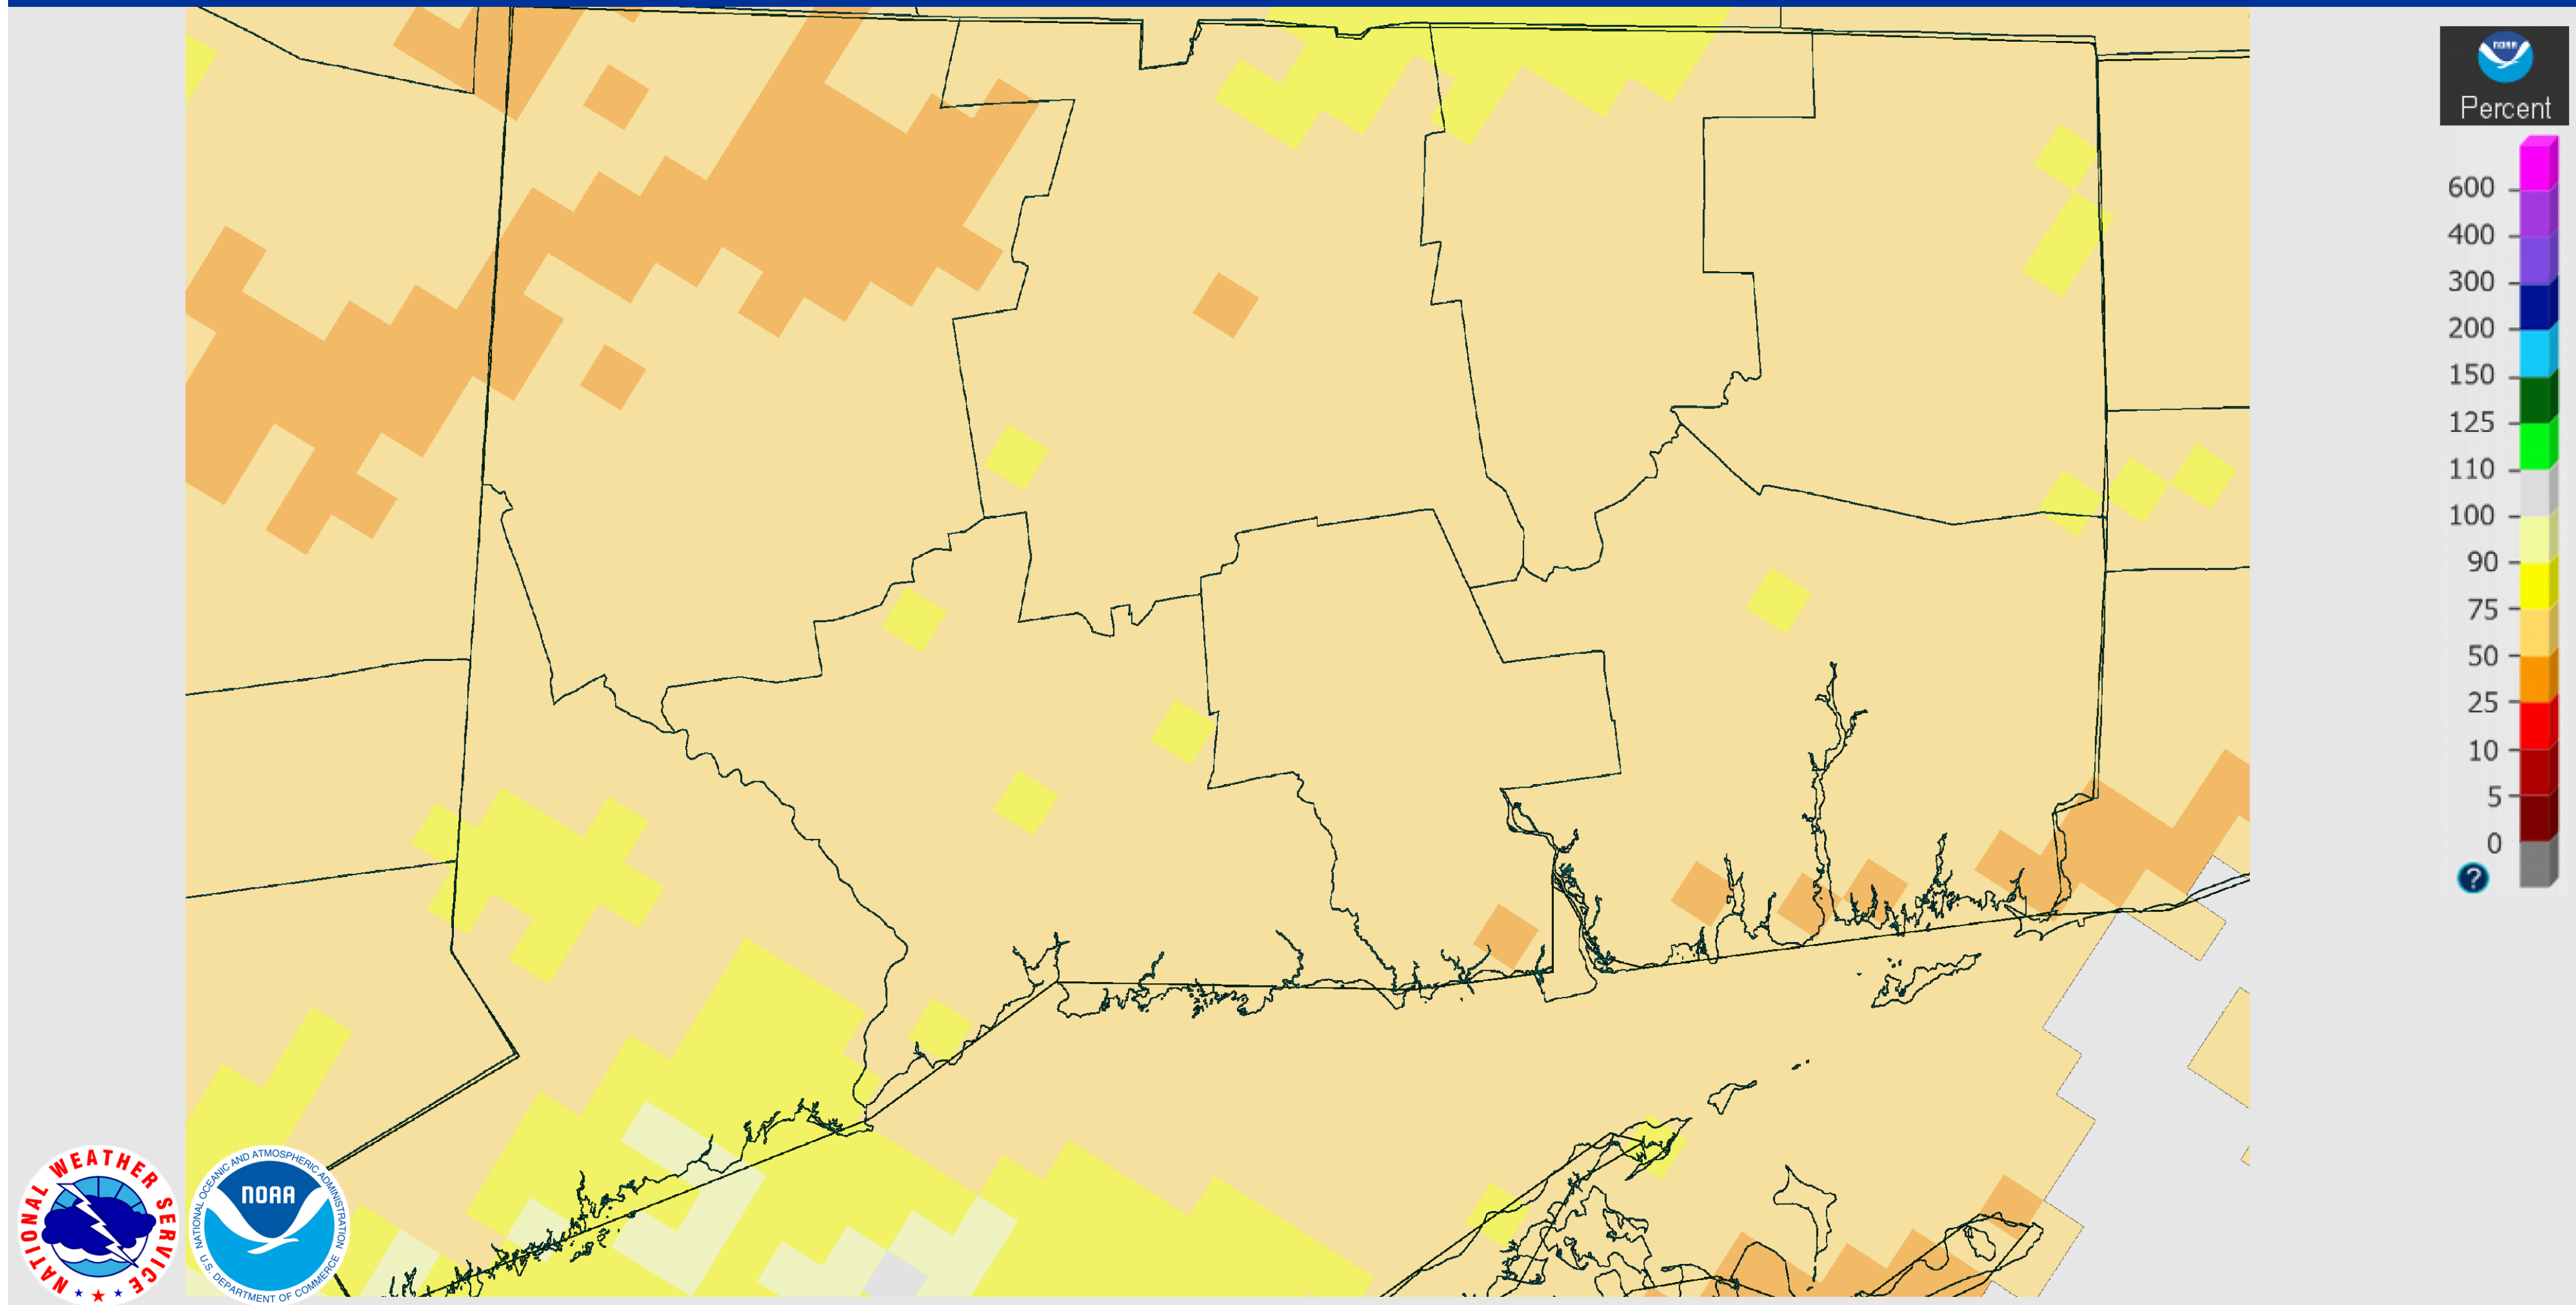 NOAA
Percent
600
400
300
200
150
125
110
100
90
75
50
25
10
5
0
?
NATIONAL WEATHER SERVICE
NATIONAL OCEANIC AND ATMOSPHERIC ADMINISTRATION
NOAA
U.S. DEPARTMENT OF COMMERCE